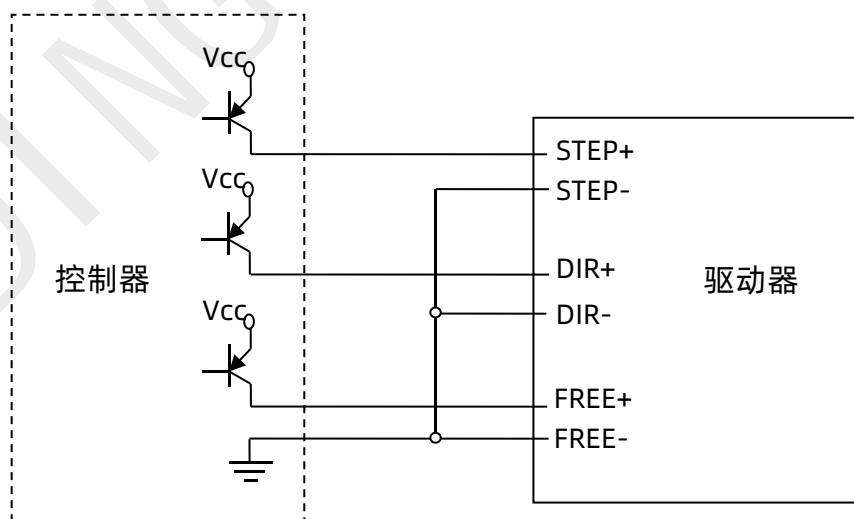 Vcc
STEP+
STEP-
Vcc
控制器
DIR+
驱动器
DIR-
Vcc
FREE+
FREE-